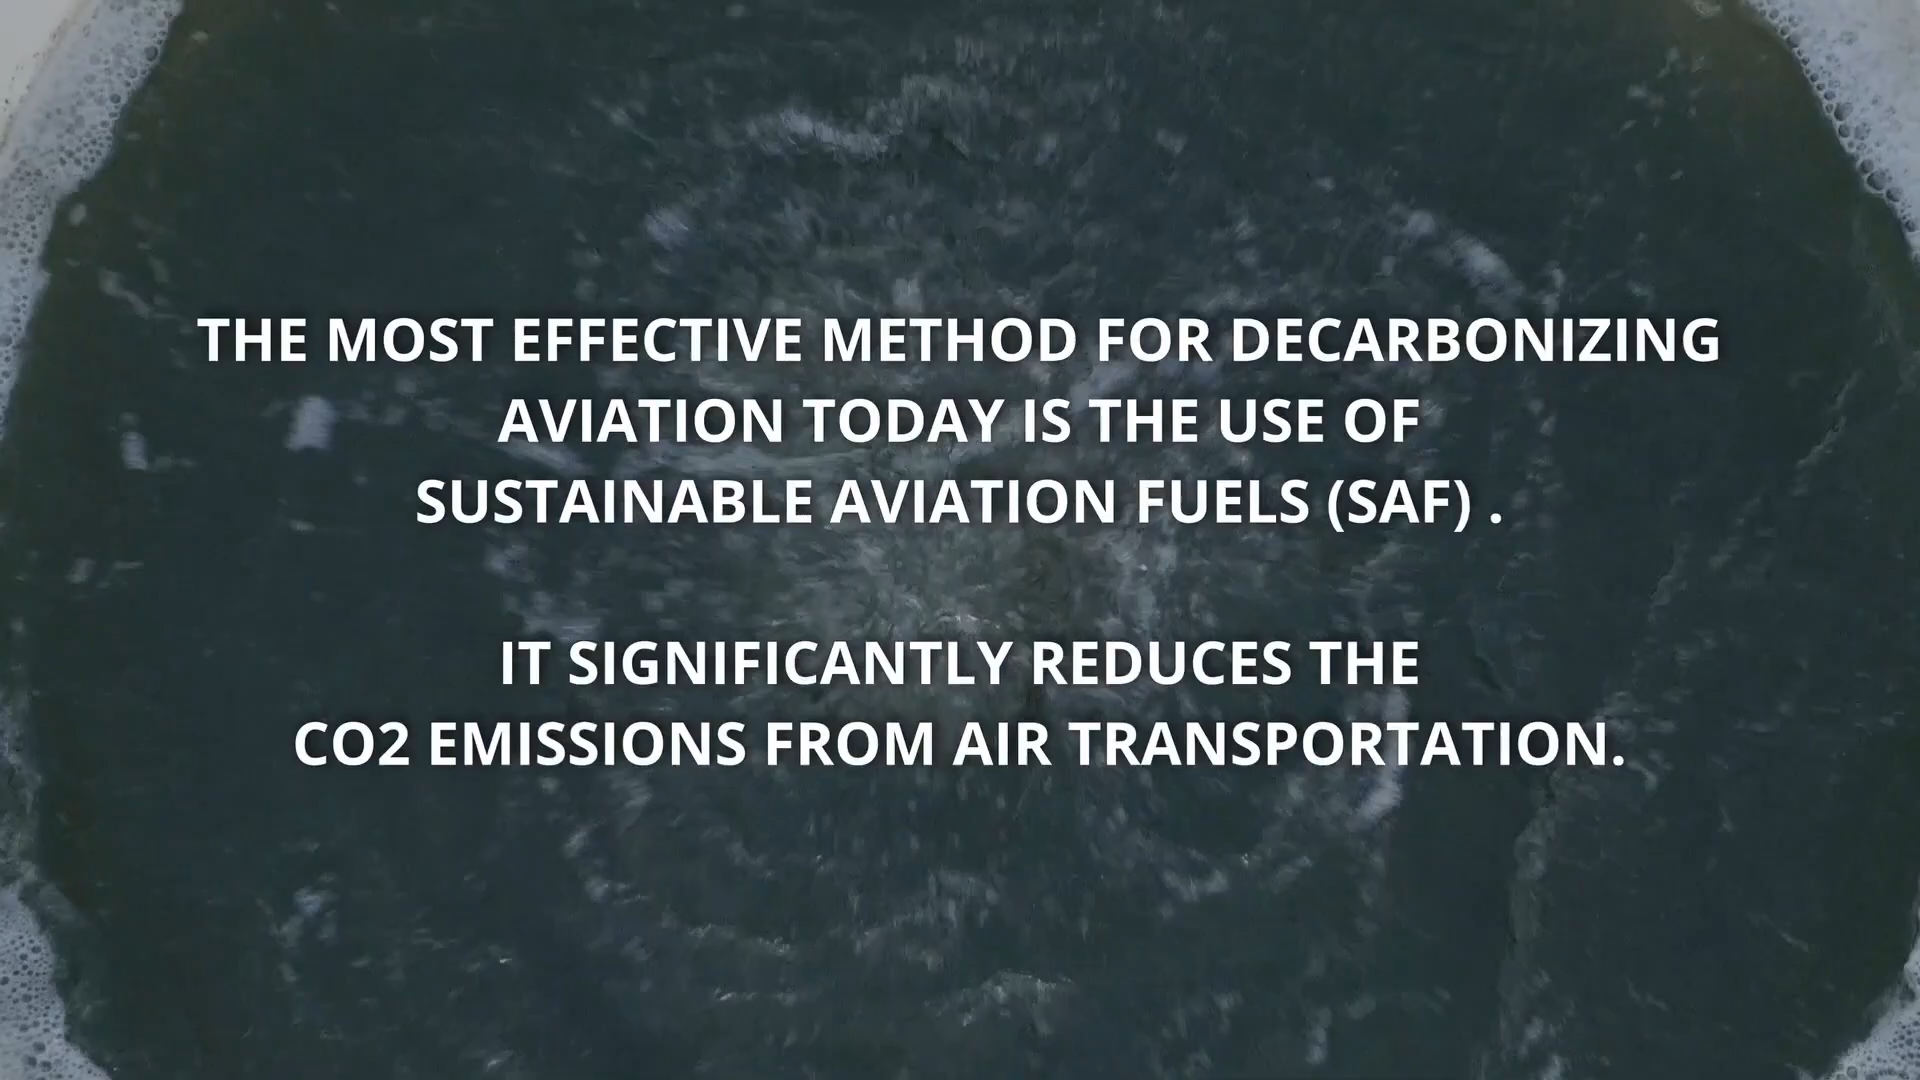 THE MOST EFFECTIVE METHOD FOR DECARBONIZING
AVIATION TODAY IS THE USE OF
SUSTAINABLE AVIATION FUELS (SAF) .
IT SIGNIFICANTLY REDUCES THE
CO2 EMISSIONS FROM AIR TRANSPORTATION.